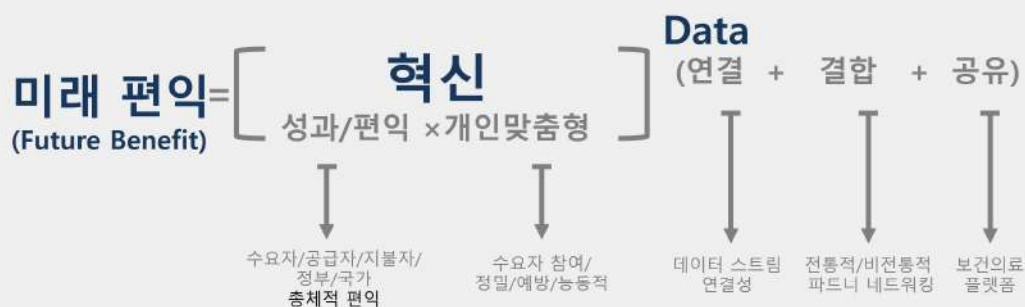 Data
미래 편익=[ 혁신 ] (연결 + 결합 + 공유)
(Future Benefit)
성과/편익 ×개인맞춤형
수요자/공급자/지불자/
정부/국가
총체적 편익
수요자 참여/
정밀/예방/능동적
데이터 스트림
연결성
전통적/비전통적
파드니 네드워킹
보건의료
플랫폼